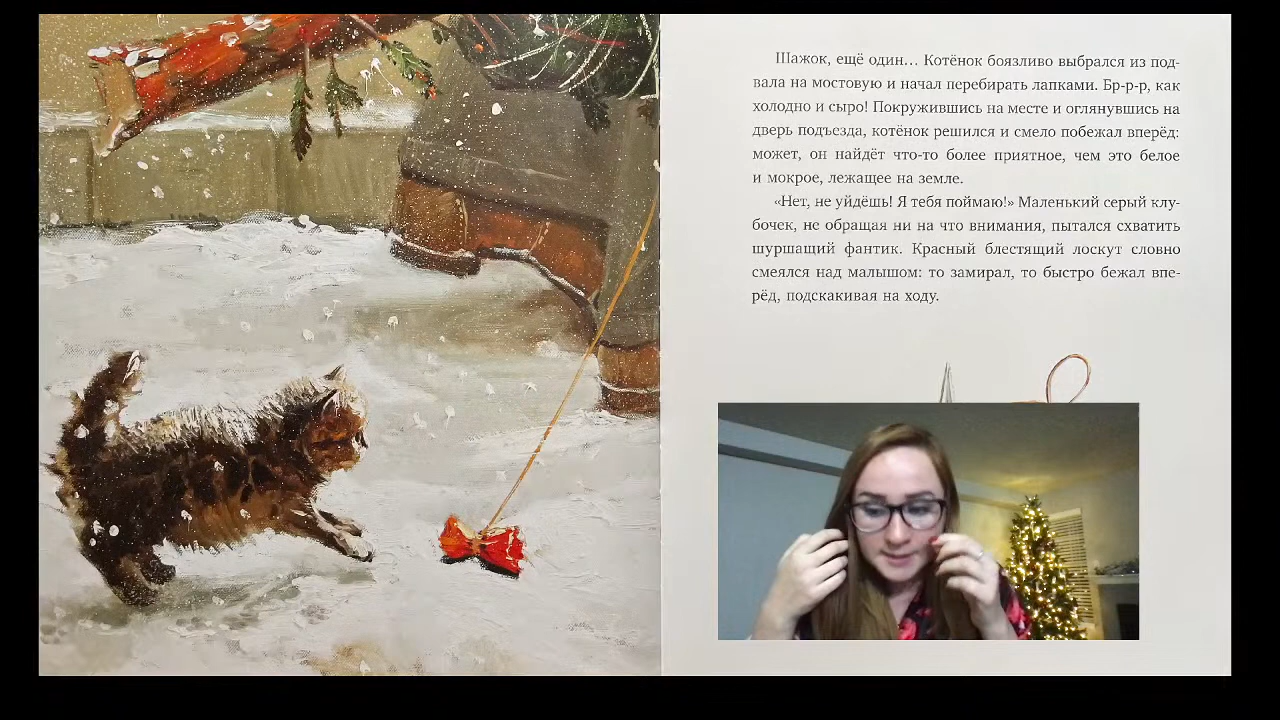 Шажок, ещё один... Котёнок боязливо выбрался из под-
вала на мостовую и начал перебирать лапками. Бр-р-р, как
холодно и сыро! Покружившись на месте и оглянувшись на
дверь подъезда, котёнок решился и смело побежал вперёд:
может, он найдёт что-то более приятное, чем это белое
и мокрое, лежащее на земле.
«Нет, не уйдёшь! Я тебя поймаю!» Маленький серый клу-
бочек, не обращая ни на что внимания, пытался схватить
шуршащий фантик. Красный блестящий лоскут словно
смеялся над малышом: то замирал, то быстро бежал впе-
рёд, подскакивая на ходу.